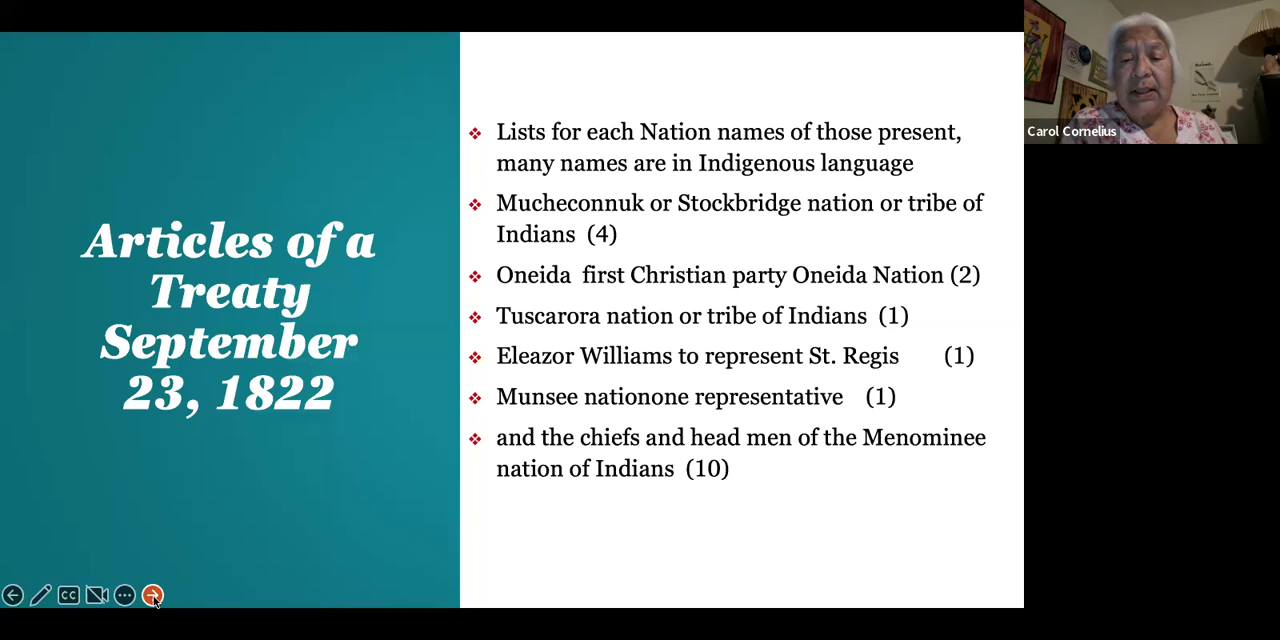 Articles of a
Treaty
September
23, 1822
Lists for each Nation names of those present,
many names are in Indigenous language
Mucheconnuk or Stockbridge nation or tribe of
Indians (4)
Oneida first Christian party Oneida Nation (2)
Tuscarora nation or tribe of Indians (1)
Eleazor Williams to represent St. Regis (1)
Munsee nationone representative (1)
and the chiefs and head men of the Menominee
nation of Indians (10)
Carol Cornelius
CC